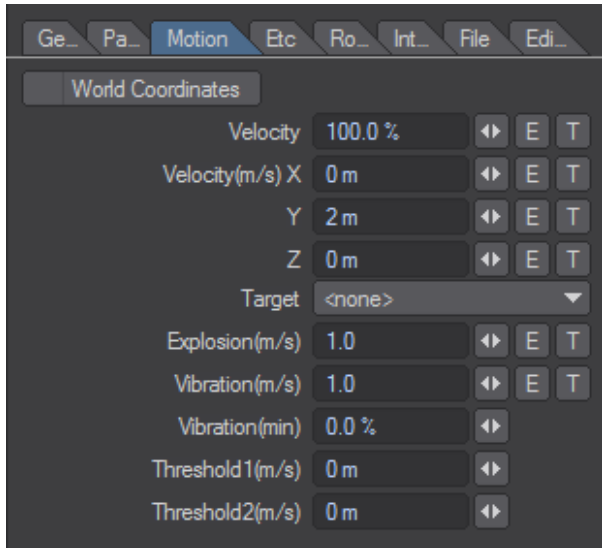 Ge... Pa... Motion Etc Ro... Int... File Edi...
World Coordinates
Velocity 100.0 % E T
Velocity(m/s) X 0 m E T
Y 2 m E T
Z 0 m E T
Target <none>
Explosion(m/s) 1.0 E T
Vibration(m/s) 1.0 E T
Vibration(min) 0.0 %
Threshold1(m/s) 0 m
Threshold2(m/s) 0 m